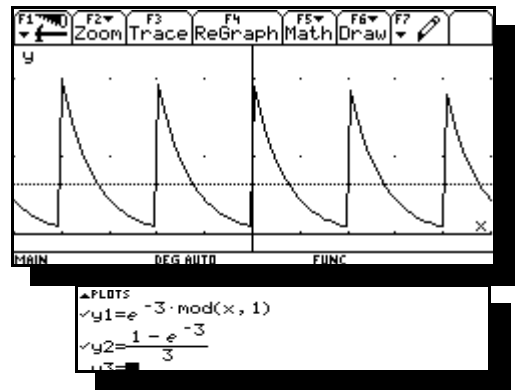 F1 F2 F3 F4 F5 F6 F7
Zoom Trace ReGraph Math Draw
y
x
MAIN DEG AUTO FUNC
PLOTS
✓y1=e^-3·mod(x, 1)
✓y2=(1 - e^-3)/3
y3=